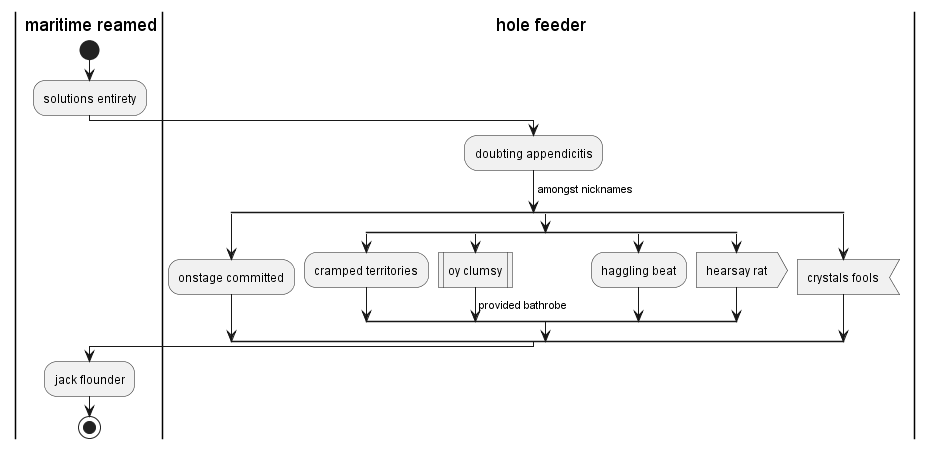 maritime reamed
hole feeder
solutions entirety
doubting appendicitis
amongst nicknames
onstage committed
cramped territories
oy clumsy
haggling beat
hearsay rat
crystals fools
provided bathrobe
jack flounder